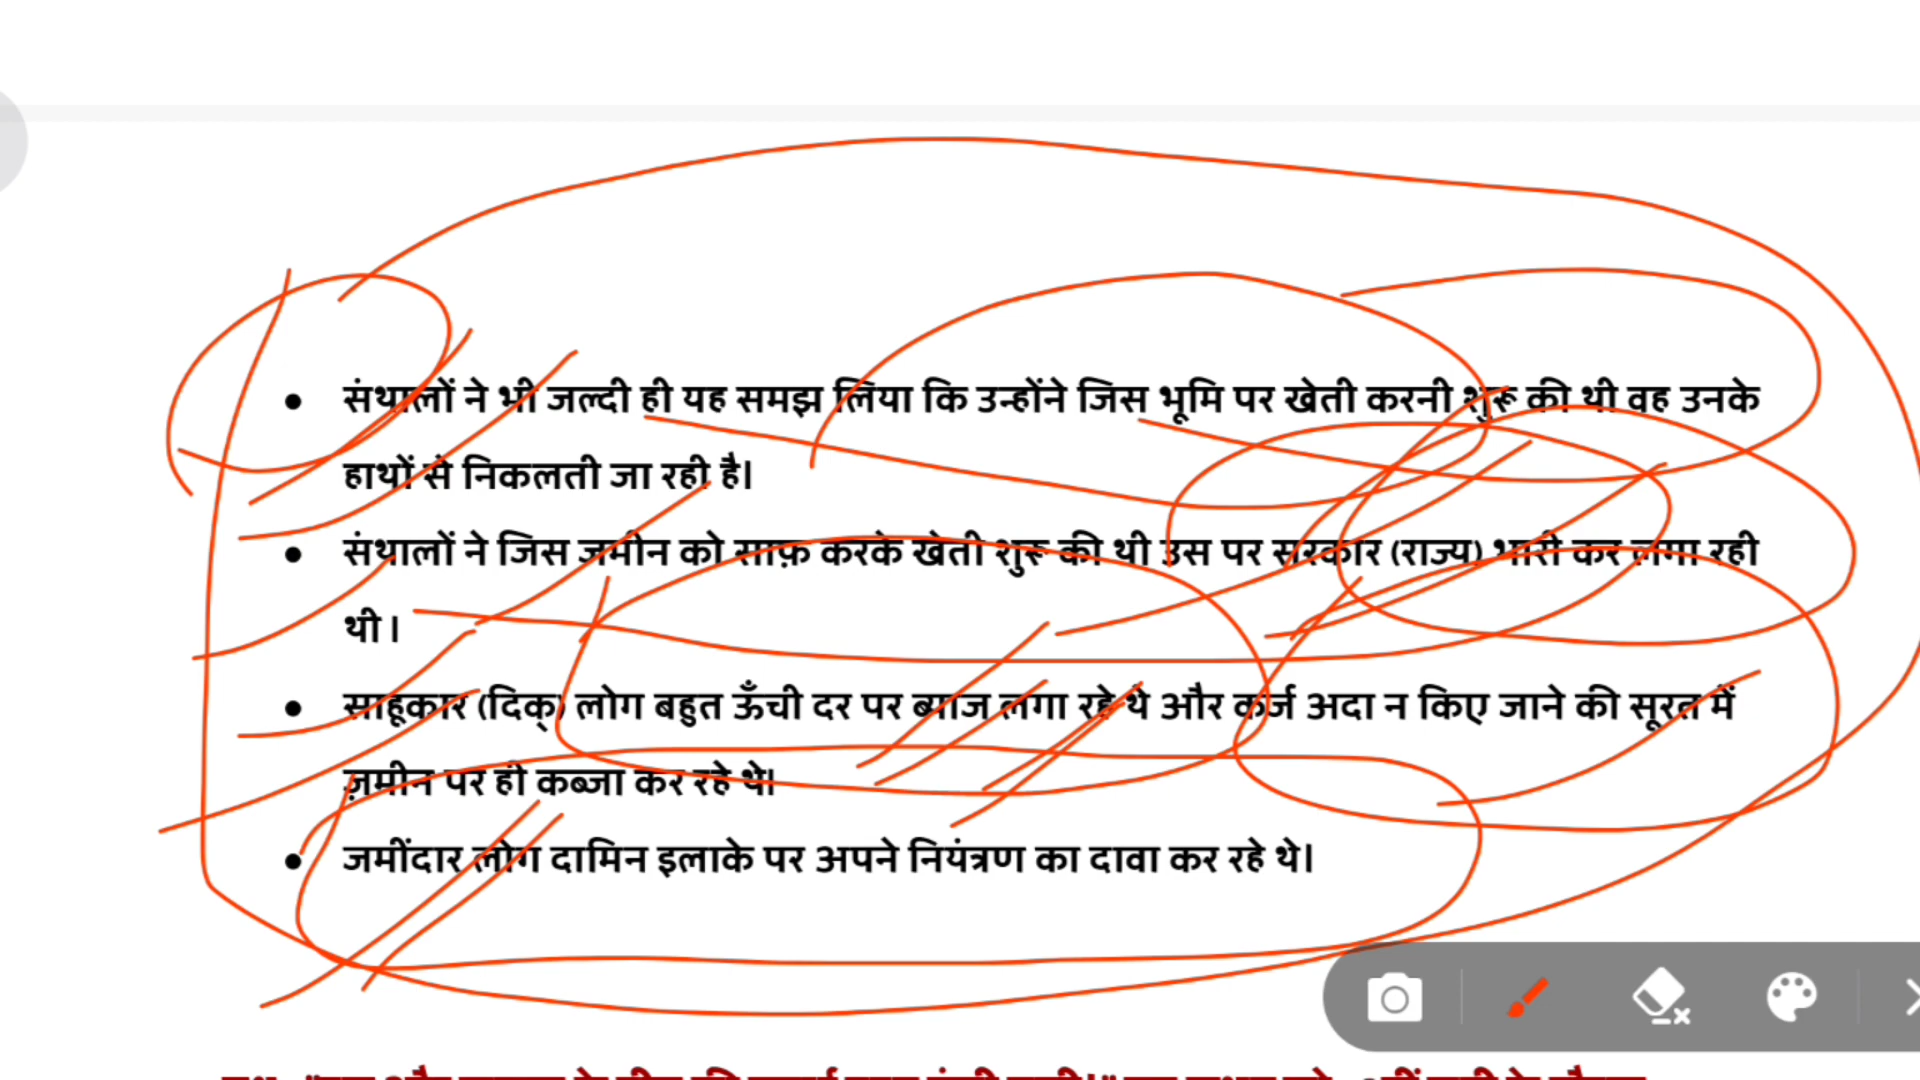 ● संथालों ने भी जल्दी ही यह समझ लिया कि उन्होंने जिस भूमि पर खेती करनी शुरू की थी वह उनके
हाथों से निकलती जा रही है।
● संथालों ने जिस जमीन को साफ़ करके खेती शुरू की थी उस पर सरकार (राज्य) भारी कर लगा रही
थी।
● साहूकार (दिकू) लोग बहुत ऊँची दर पर ब्याज लगा रहे थे और कर्ज अदा न किए जाने की सूरत में
ज़मीन पर ही कब्जा कर रहे थे।
● जमींदार लोग दामिन इलाके पर अपने नियंत्रण का दावा कर रहे थे।